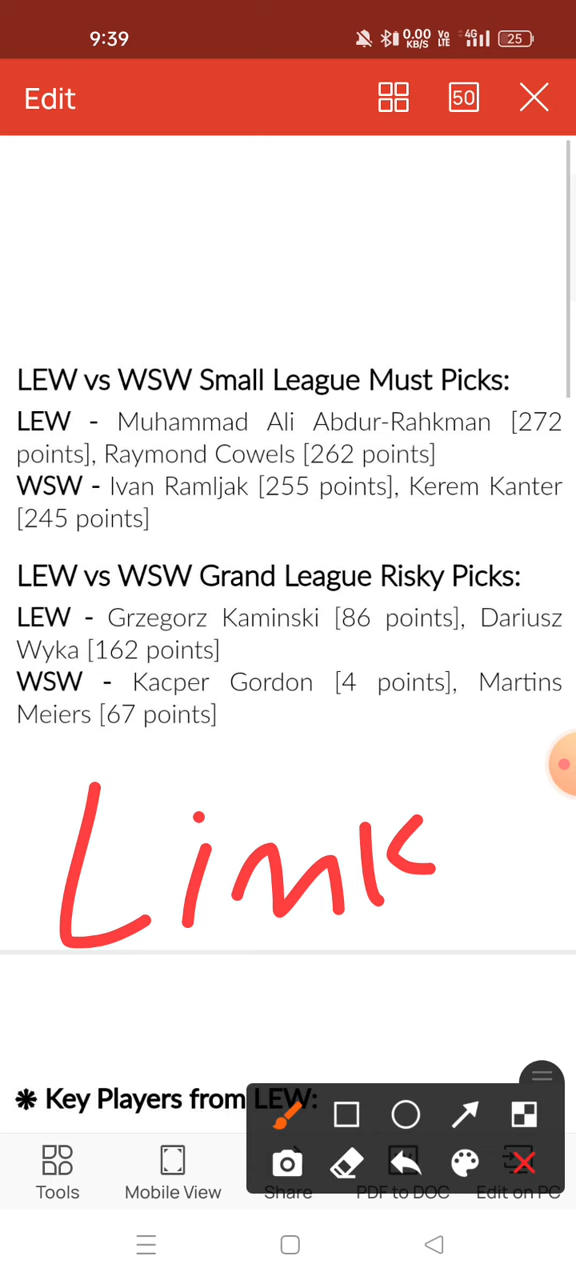 9:39
0.00 KB/S Vo LTE 4G 25
Edit
50
LEW vs WSW Small League Must Picks:
LEW - Muhammad Ali Abdur-Rahkman [272
points], Raymond Cowels [262 points]
WSW - Ivan Ramljak [255 points], Kerem Kanter
[245 points]
LEW vs WSW Grand League Risky Picks:
LEW - Grzegorz Kaminski [86 points], Dariusz
Wyka [162 points]
WSW - Kacper Gordon [4 points], Martins
Meiers [67 points]
Link
❋ Key Players from LEW:
Tools
Mobile View
Share
PDF to DOC
Edit on PC